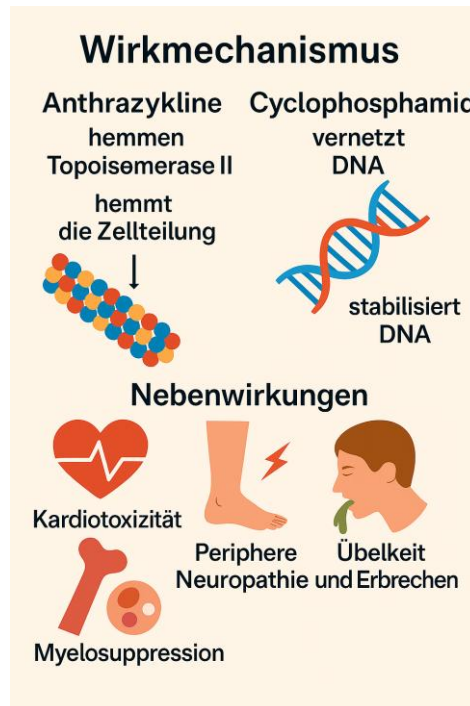 Wirkmechanismus
Anthrazykline
hemmen
Topoisomerase II
hemmt
die Zellteilung
Cyclophosphamid
vernetzt
DNA
stabilisiert
DNA
Nebenwirkungen
Kardiotoxizität
Periphere
Neuropathie
Übelkeit
und Erbrechen
Myelosuppression